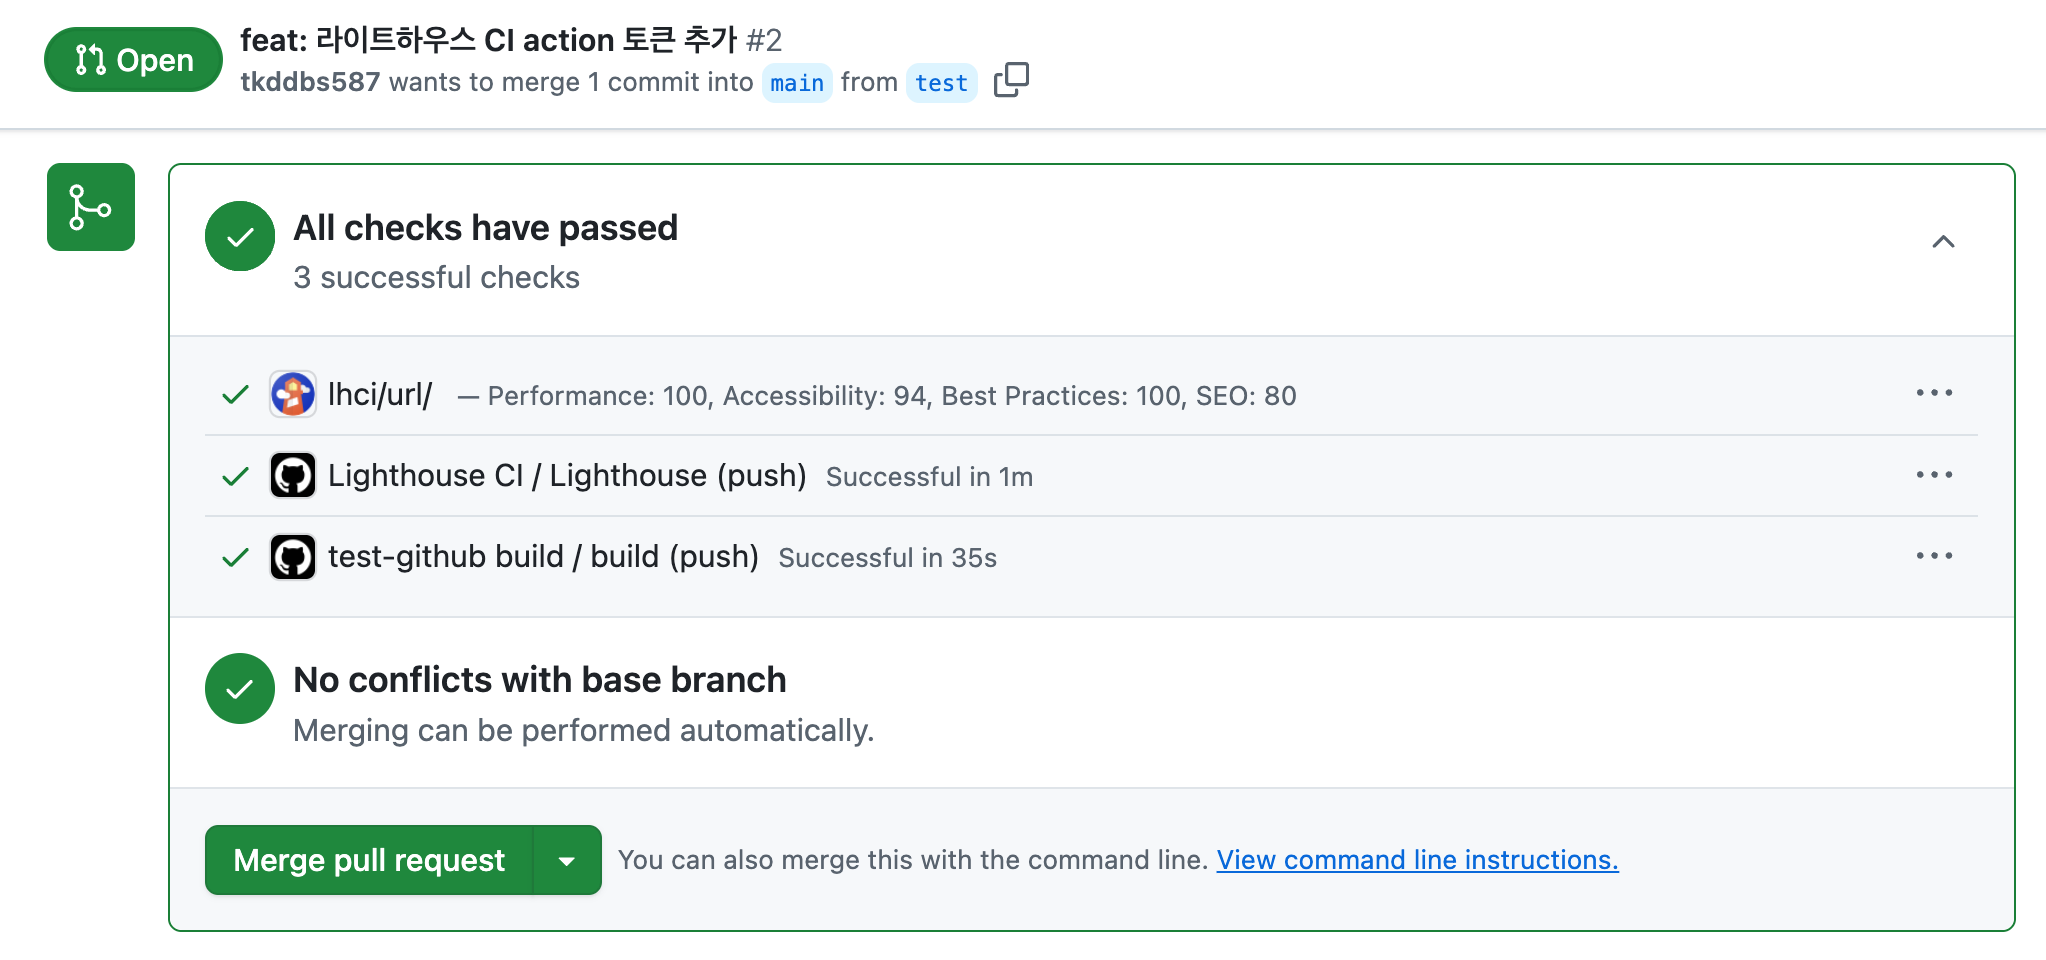 Open
feat: 라이트하우스 CI action 토큰 추가 #2
tkddbs587 wants to merge 1 commit into main from test
All checks have passed
3 successful checks
lhci/url/ — Performance: 100, Accessibility: 94, Best Practices: 100, SEO: 80
Lighthouse CI / Lighthouse (push) Successful in 1m
test-github build / build (push) Successful in 35s
No conflicts with base branch
Merging can be performed automatically.
Merge pull request You can also merge this with the command line. View command line instructions.